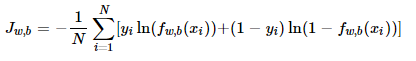 J_{w,b} = -\frac{1}{N} \sum_{i=1}^{N} [y_i \ln(f_{w,b}(x_i)) + (1 - y_i) \ln(1 - f_{w,b}(x_i))]